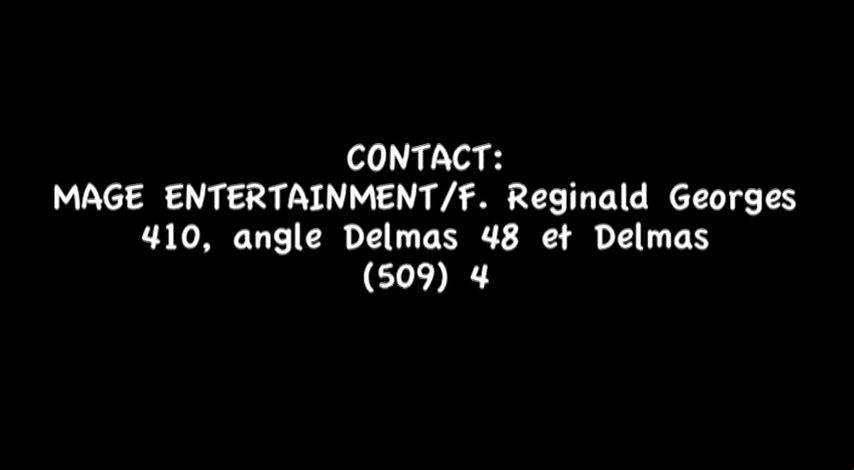 CONTACT:
MAGE ENTERTAINMENT/F. Reginald Georges
410, angle Delmas 48 et Delmas
(509) 4